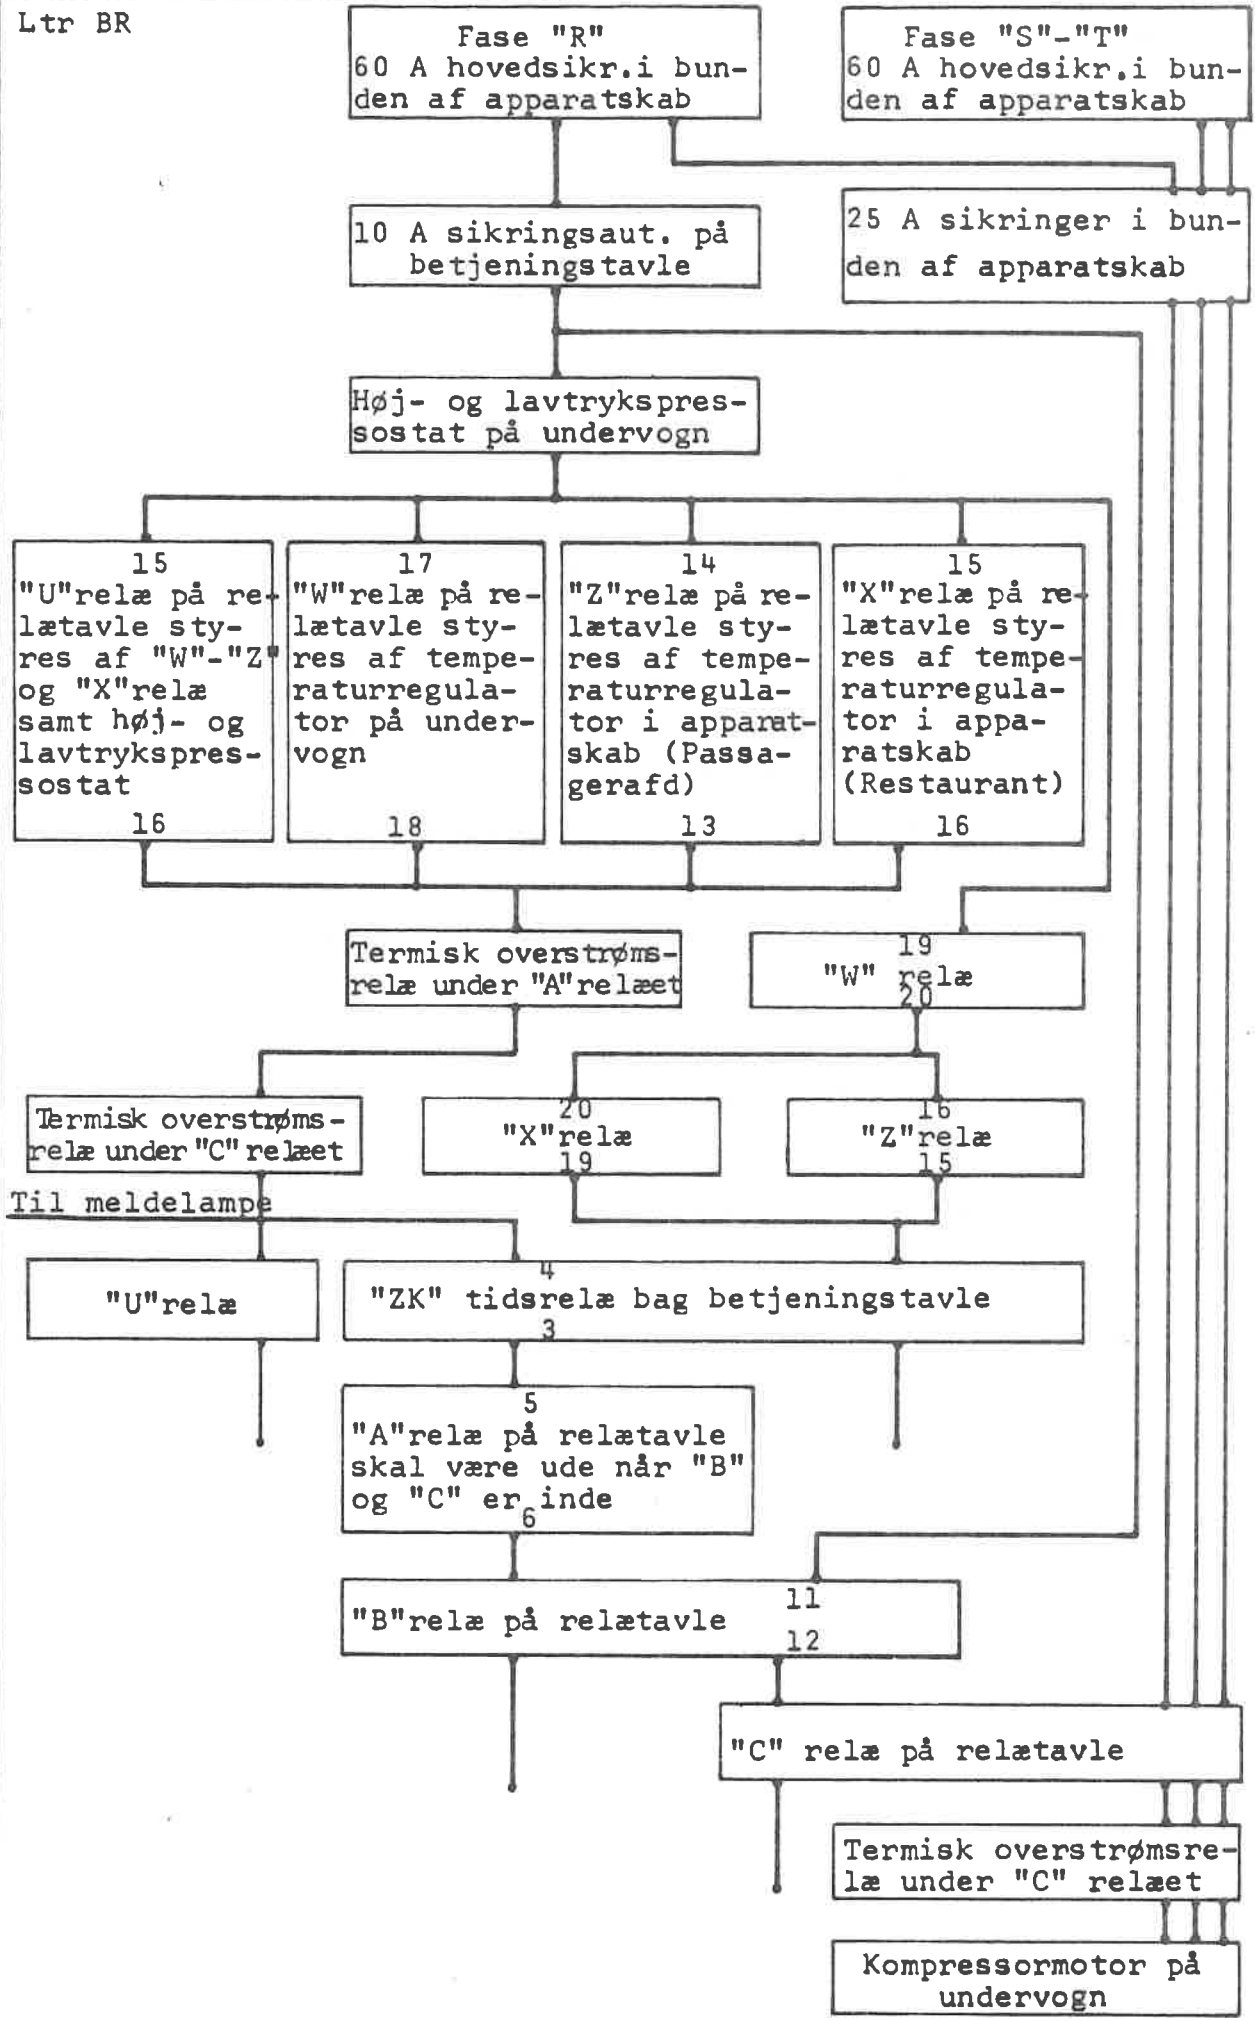 Ltr BR
Fase "R"
60 A hovedsikr.i bun-
den af apparatskab
Fase "S"-"T"
60 A hovedsikr.i bun-
den af apparatskab
10 A sikringsaut. på
betjeningstavle
25 A sikringer i bun-
den af apparatskab
Høj- og lavtrykspres-
sostat på undervogn
15
"U"relæ på re-
lætavle sty-
res af "W"-"Z"
og "X"relæ
samt høj- og
lavtrykspres-
sostat
16
17
"W"relæ på re-
lætavle sty-
res af tempe-
raturregula-
tor på under-
vogn
18
14
"Z"relæ på re-
lætavle sty-
res af tempe-
raturregula-
tor i apparat-
skab (Passa-
gerafd)
13
15
"X"relæ på re-
lætavle sty-
res af tempe-
raturregula-
tor i appa-
ratskab
(Restaurant)
16
Termisk overstrøms-
relæ under "A"relæet
19
"W" relæ
20
Termisk overstrøms-
relæ under "C" relæet
20
"X"relæ
19
16
"Z"relæ
15
Til meldelampe
"U"relæ
4
"ZK" tidsrelæ bag betjeningstavle
3
5
"A"relæ på relætavle
skal være ude når "B"
og "C" er inde
6
11
"B"relæ på relætavle
12
"C" relæ på relætavle
Termisk overstrømsre-
læ under "C" relæet
Kompressormotor på
undervogn